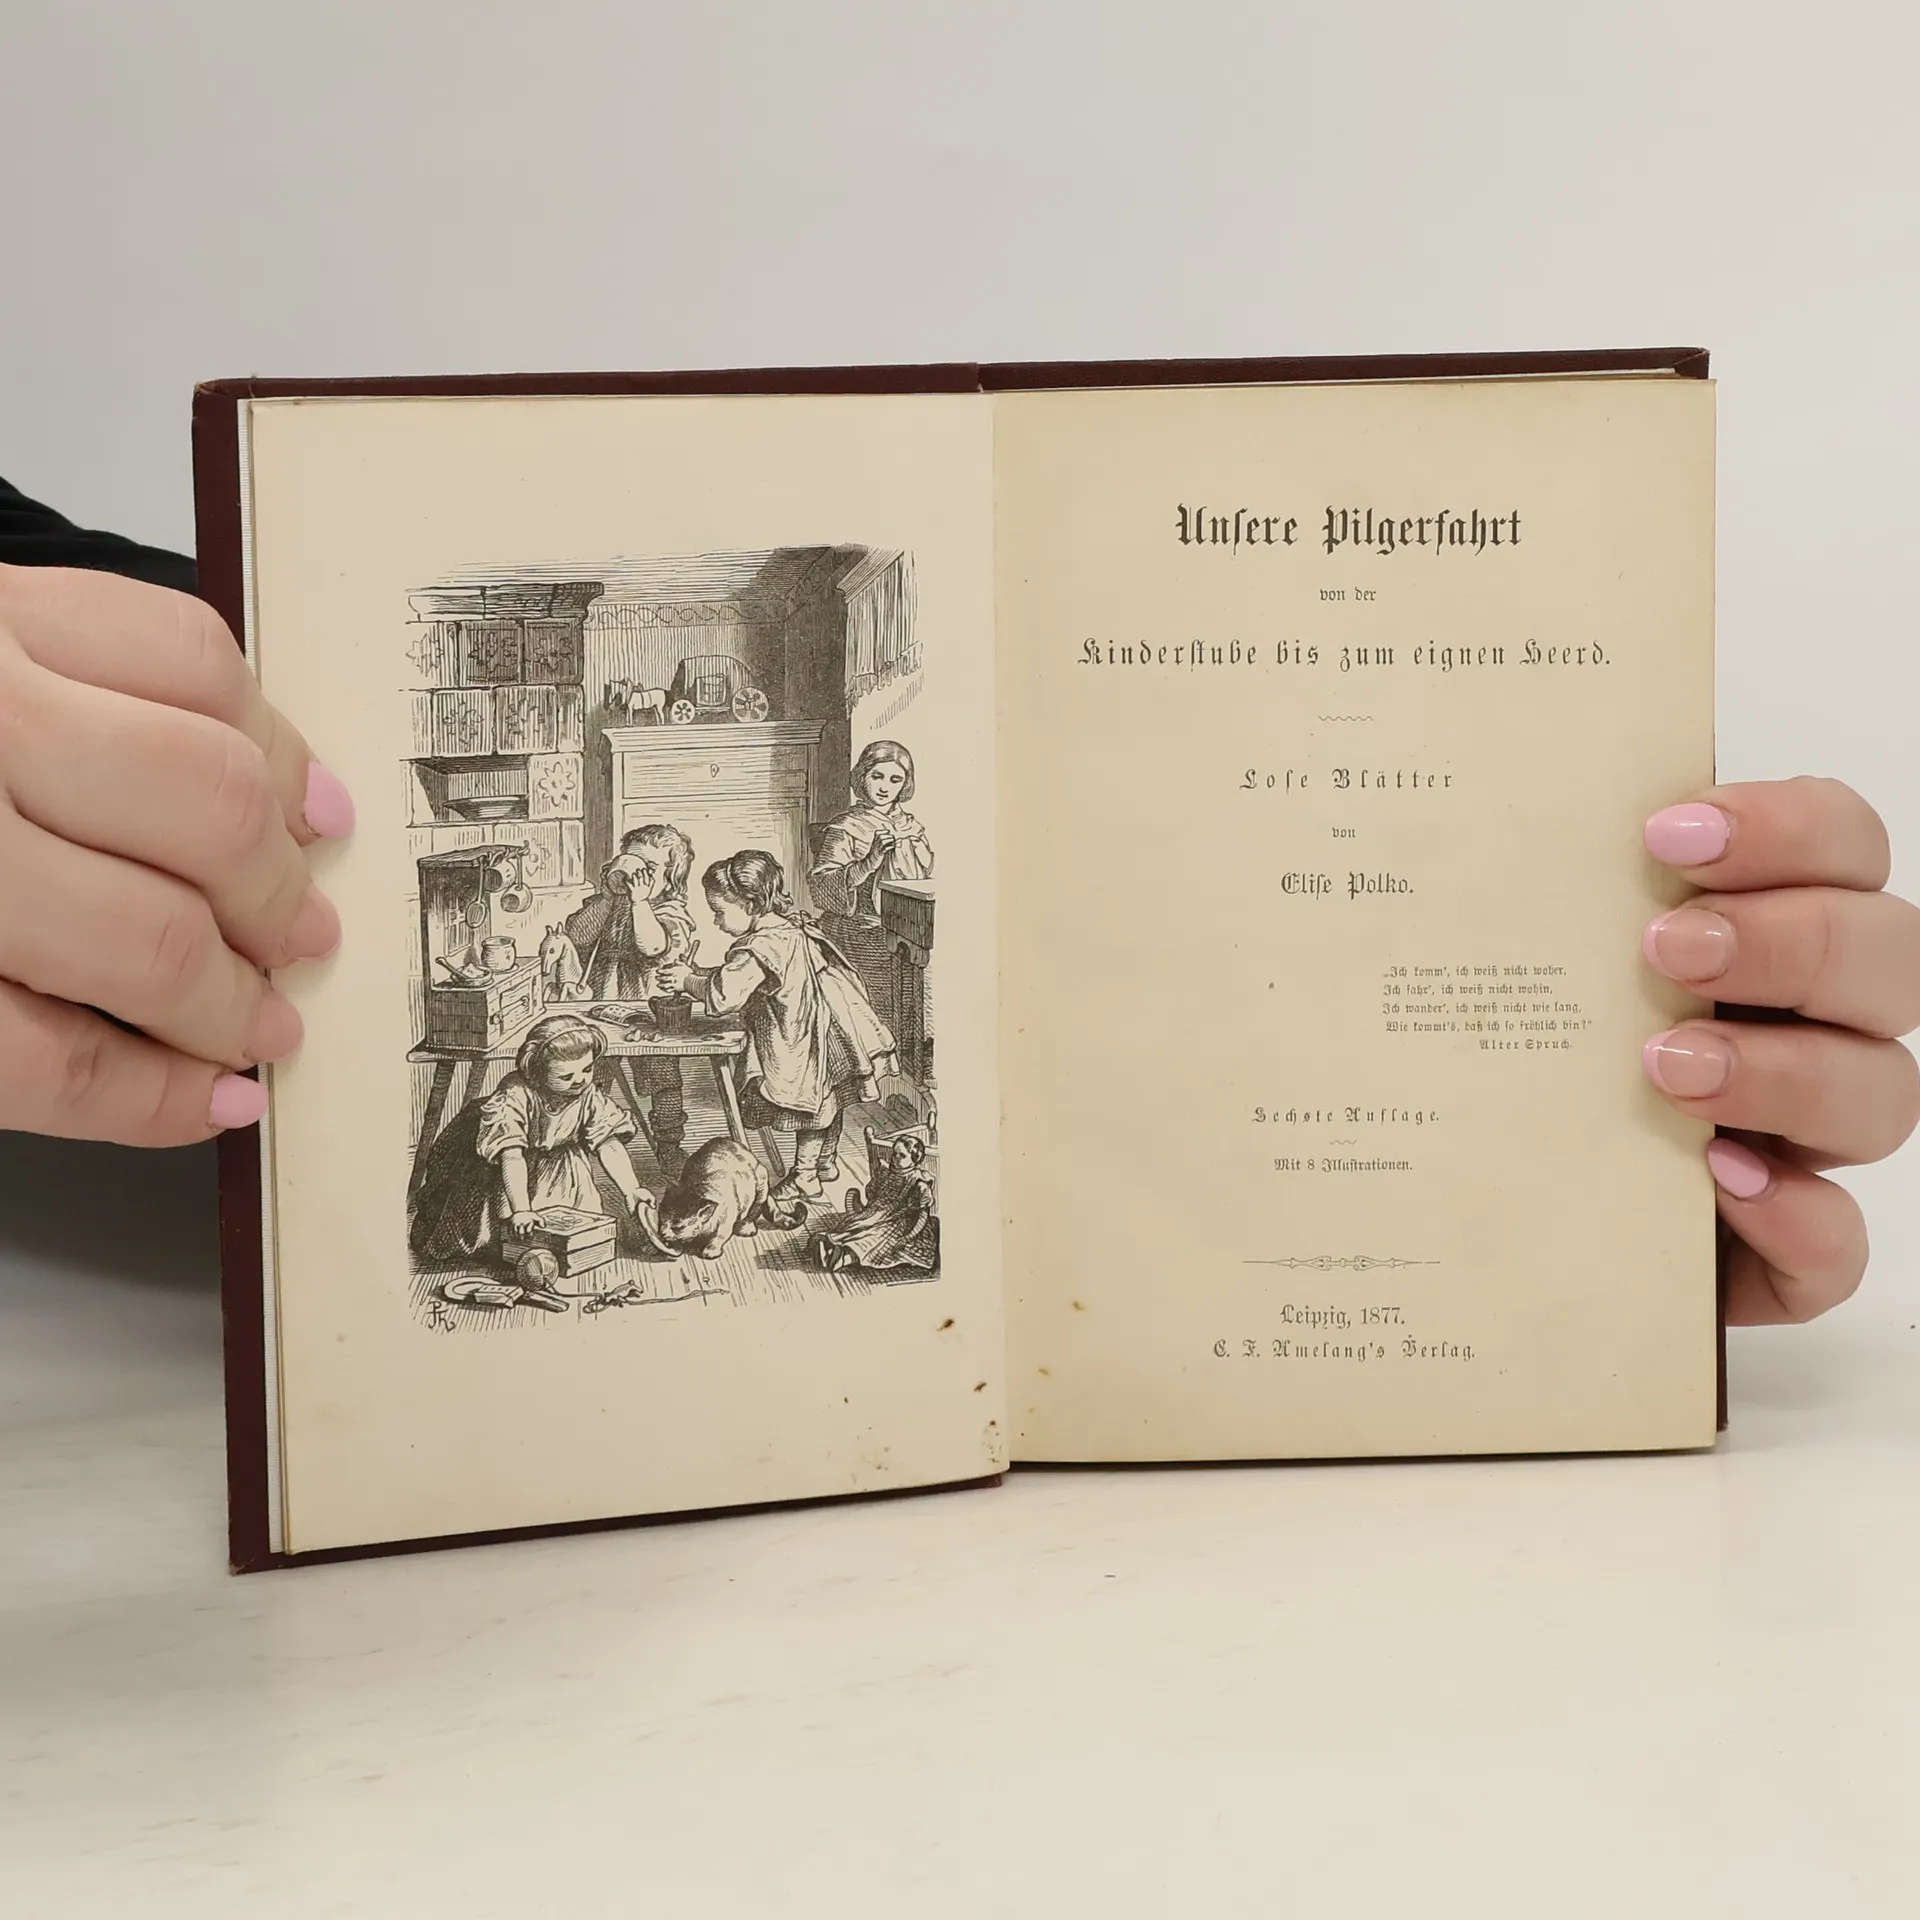 Unsere Pilgerfahrt
von der
Kinderstube bis zum eignen Heerd.
Lose Blätter
von
Elise Polko.
„Ich komm', ich weiß nicht woher,
Ich fahr', ich weiß nicht wohin,
Ich wander', ich weiß nicht wie lang,
Wie kommt's, daß ich so fröhlich bin?"
Alter Spruch.
Sechste Auflage.
Mit 8 Illustrationen.
Leipzig, 1877.
C. F. Amelang's Verlag.